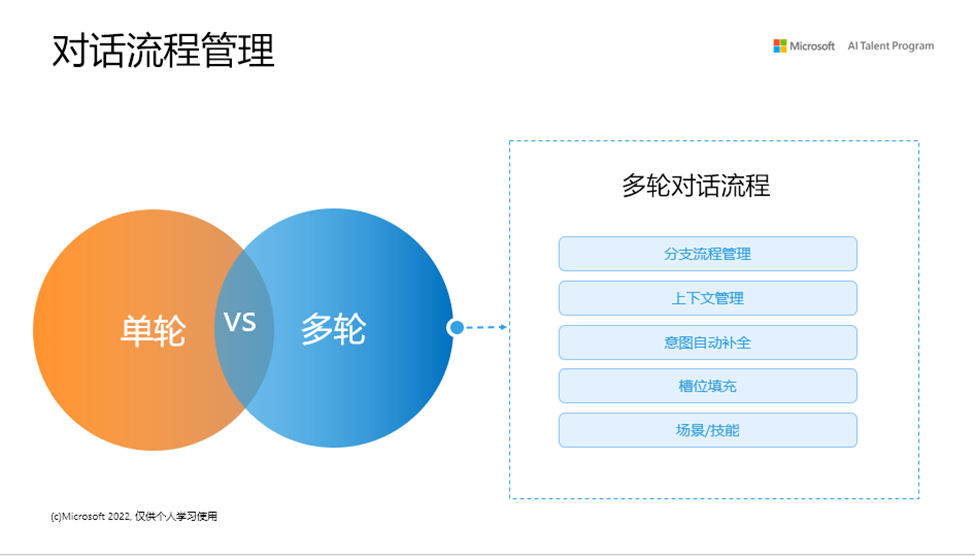 对话流程管理
Microsoft AI Talent Program
单轮
VS
多轮
多轮对话流程
分支流程管理
上下文管理
意图自动补全
槽位填充
场景/技能
(c)Microsoft 2022, 仅供个人学习使用